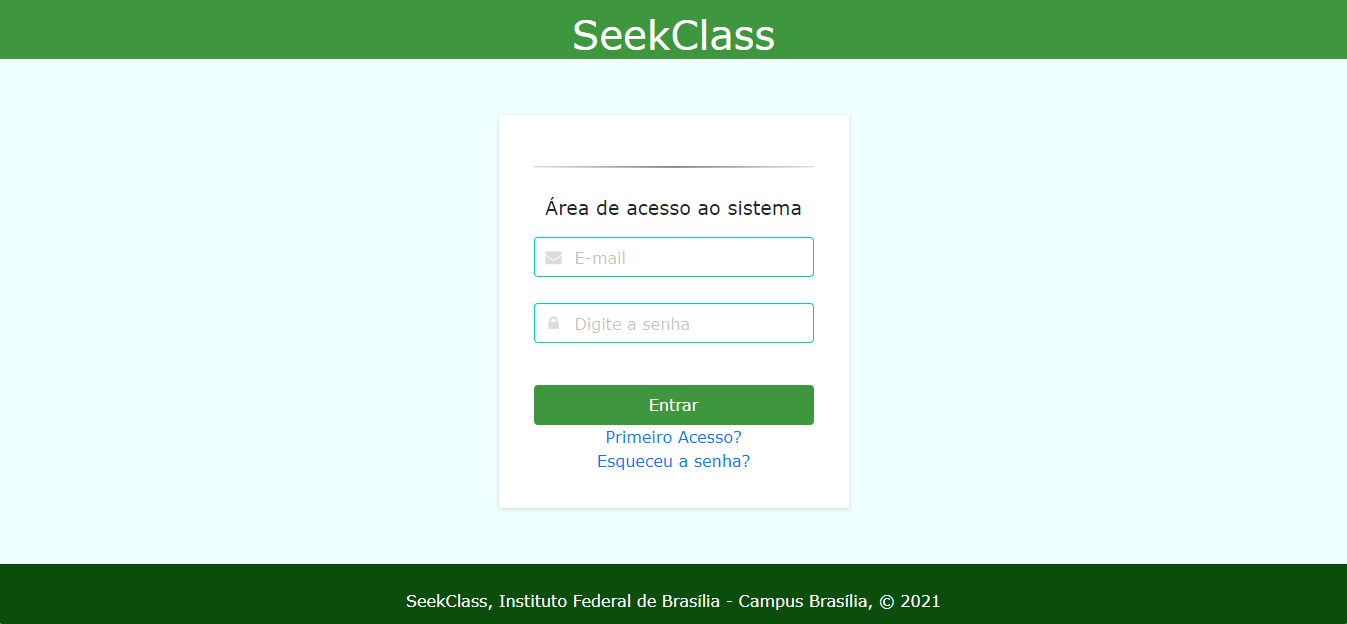 SeekClass
Área de acesso ao sistema
E-mail
Digite a senha
Entrar
Primeiro Acesso?
Esqueceu a senha?
SeekClass, Instituto Federal de Brasília - Campus Brasília, © 2021